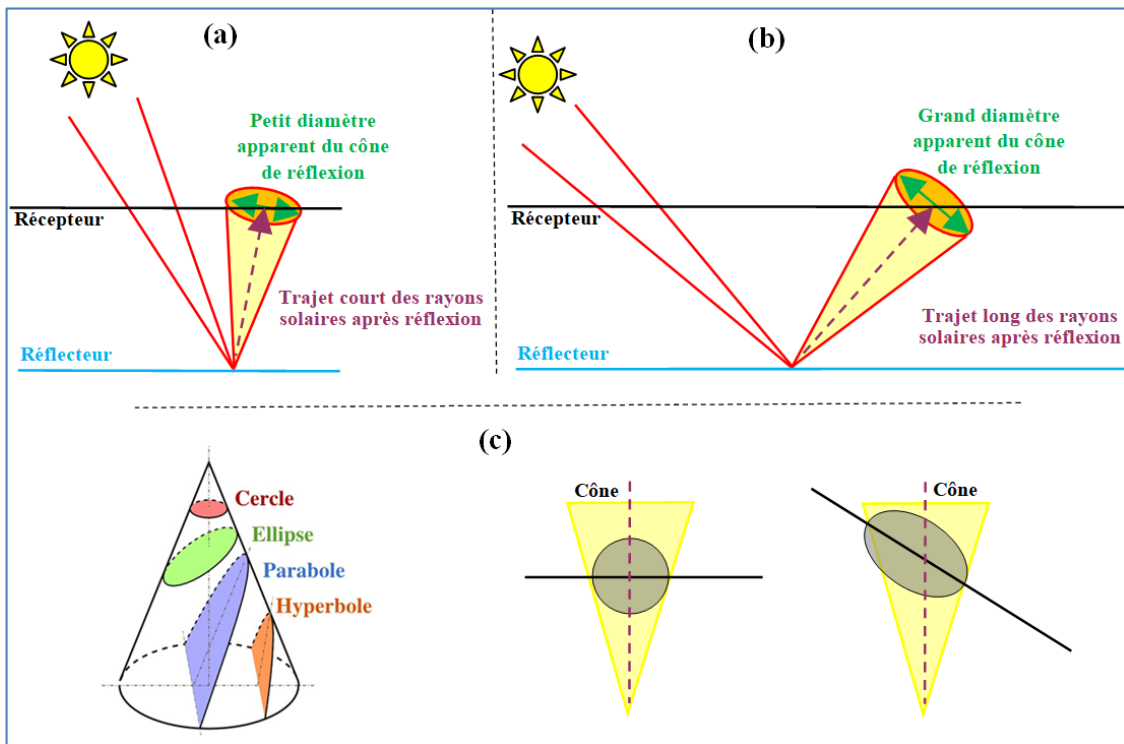 (a)
Petit diamètre
apparent du cône
de réflexion
Récepteur
Trajet court des rayons
solaires après réflexion
Réflecteur
(b)
Grand diamètre
apparent du cône
de réflexion
Récepteur
Trajet long des rayons
solaires après réflexion
Réflecteur
(c)
Cercle
Ellipse
Parabole
Hyperbole
Cône
Cône